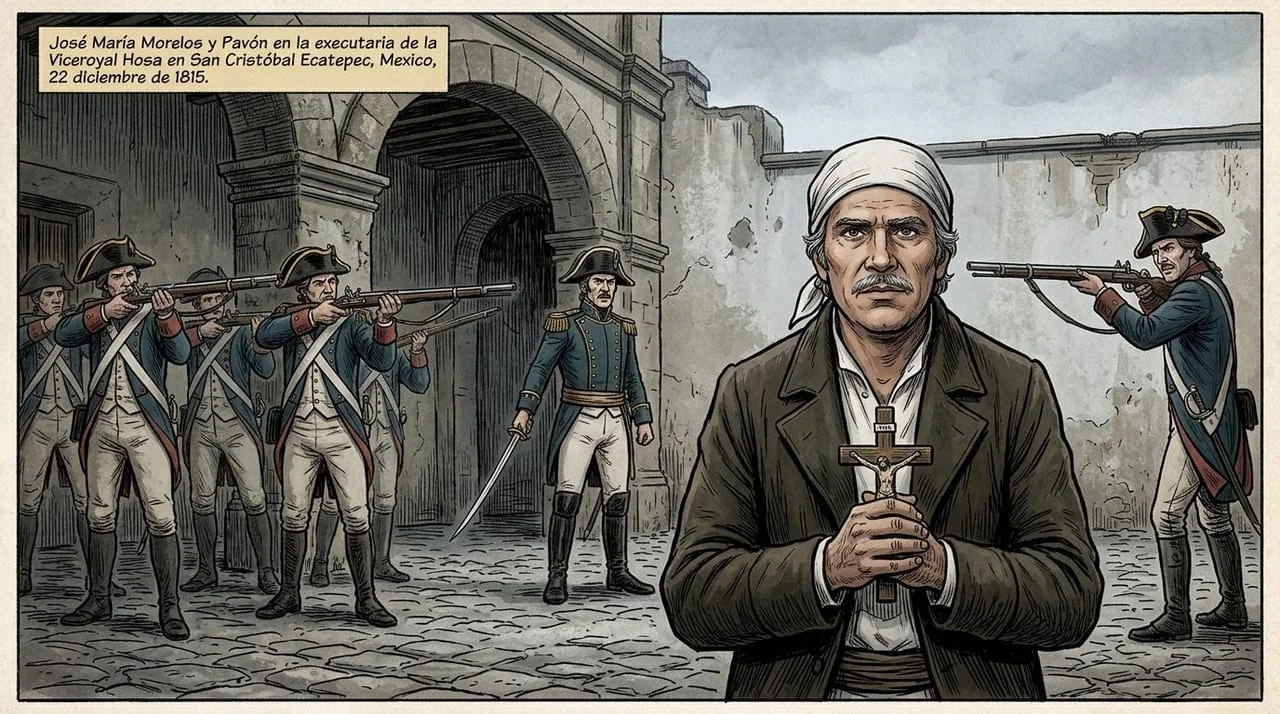 José María Morelos y Pavón en la executaria de la
Viceroyal Hosa en San Cristóbal Ecatepec, Mexico,
22 diciembre de 1815.